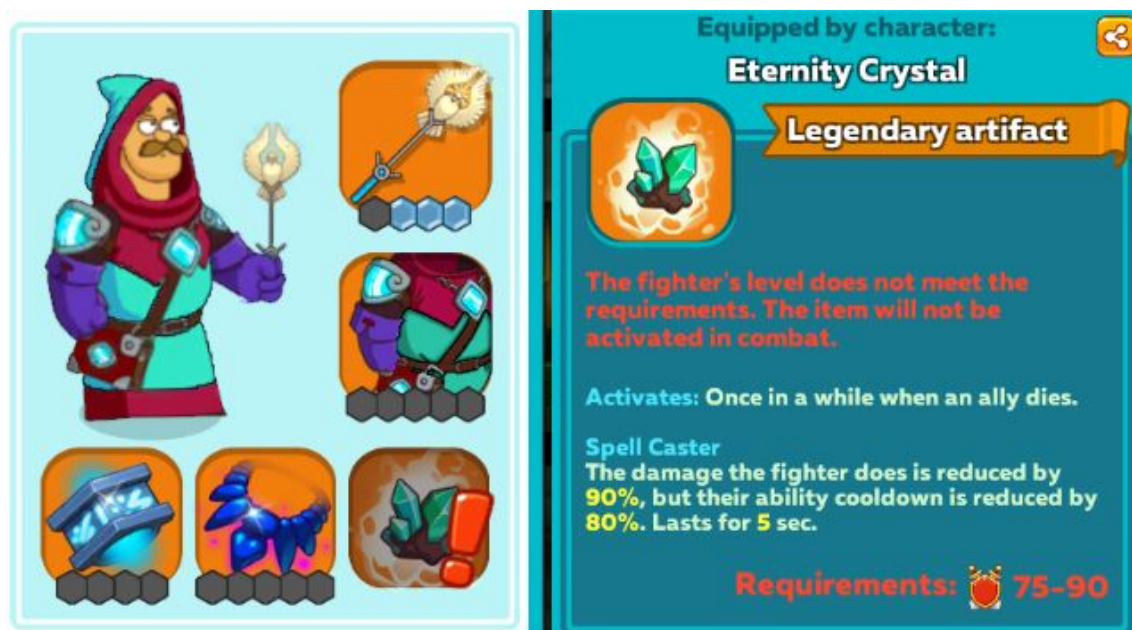 Equipped by character:
Eternity Crystal
Legendary artifact
The fighter's level does not meet the
requirements. The item will not be
activated in combat.
Activates: Once in a while when an ally dies.
Spell Caster
The damage the fighter does is reduced by
90%, but their ability cooldown is reduced by
80%. Lasts for 5 sec.
Requirements: 75-90